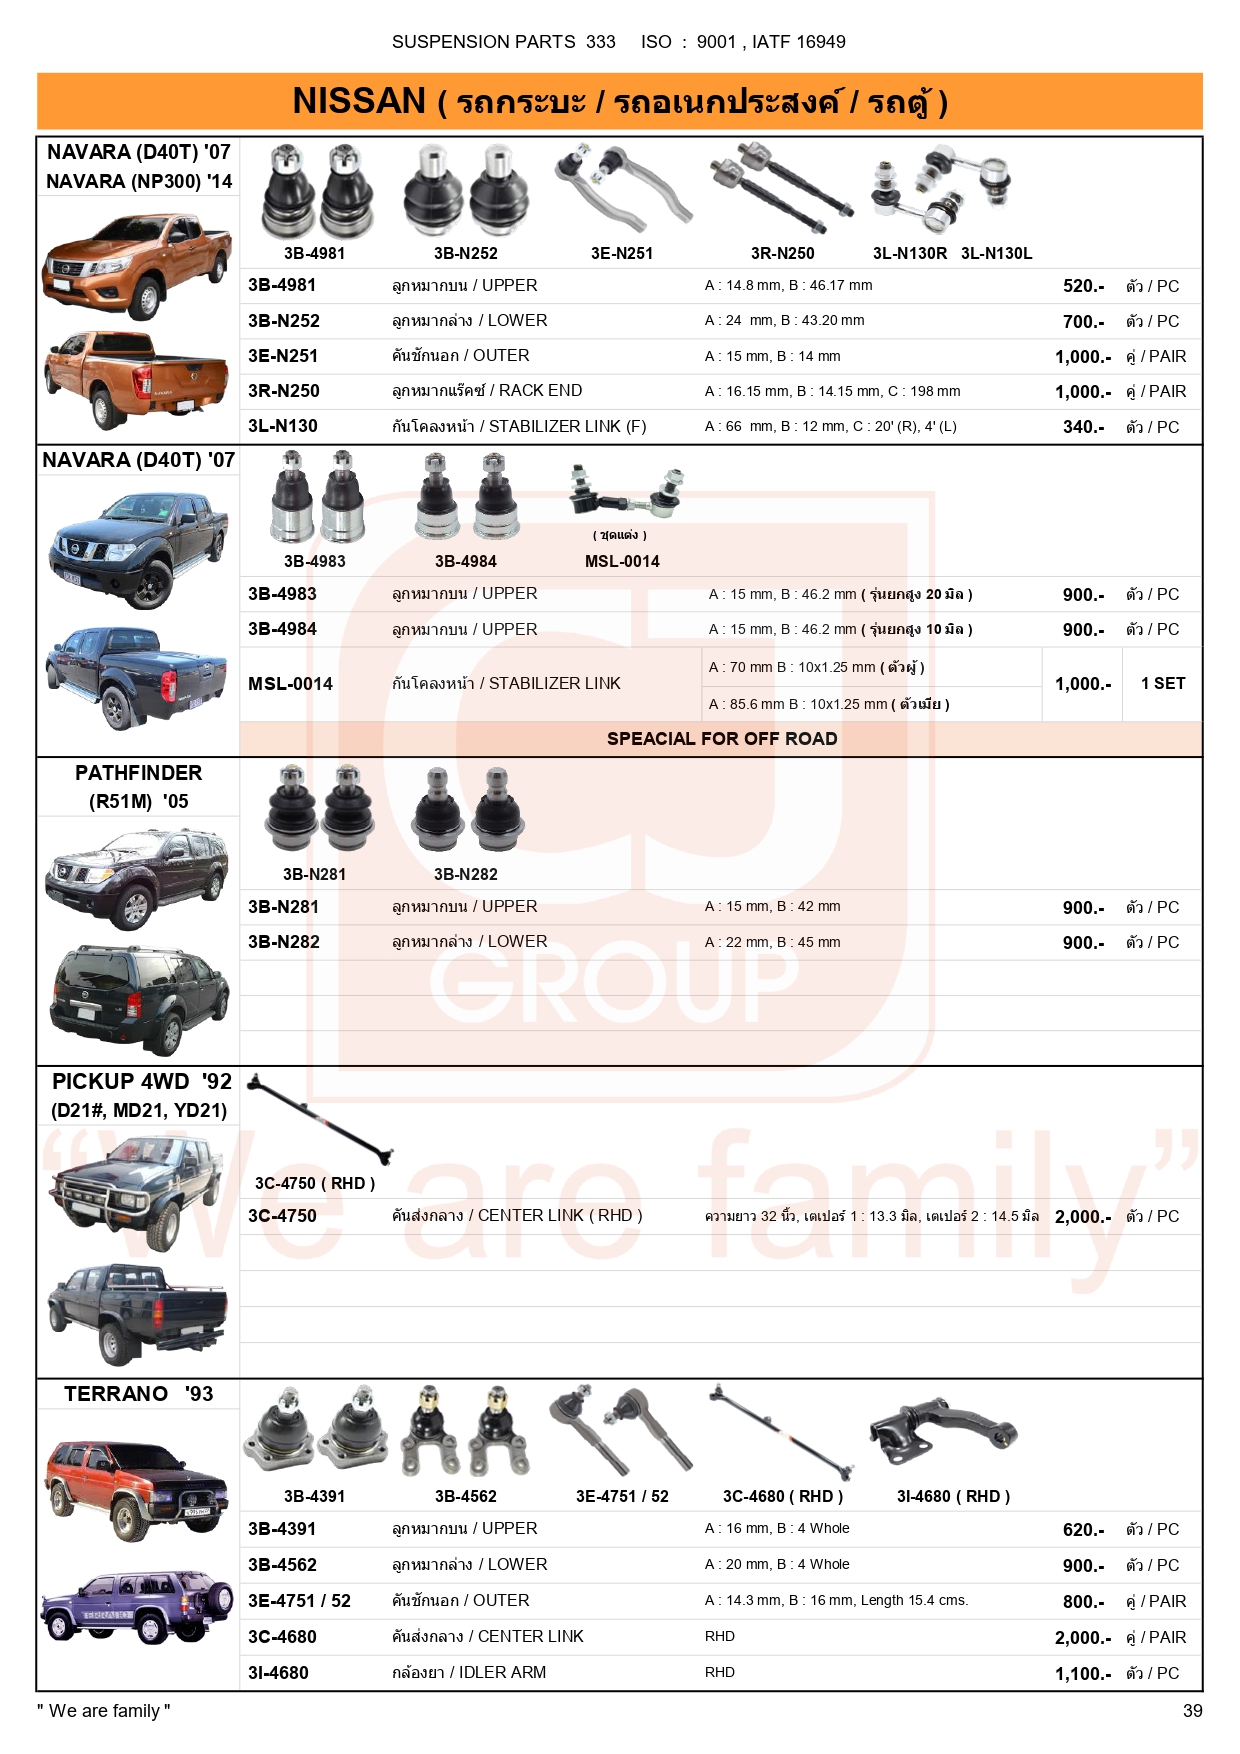 SUSPENSION PARTS 333 ISO : 9001 , IATF 16949
NISSAN ( รถกระบะ / รถอเนกประสงค์ / รถตู้ )
NAVARA (D40T) '07
NAVARA (NP300) '14
3B-4981 3B-N252 3E-N251 3R-N250 3L-N130R 3L-N130L
3B-4981 ลูกหมากบน / UPPER A : 14.8 mm, B : 46.17 mm 520.- ตัว / PC
3B-N252 ลูกหมากล่าง / LOWER A : 24 mm, B : 43.20 mm 700.- ตัว / PC
3E-N251 คันชักนอก / OUTER A : 15 mm, B : 14 mm 1,000.- คู่ / PAIR
3R-N250 ลูกหมากแร๊คซ์ / RACK END A : 16.15 mm, B : 14.15 mm, C : 198 mm 1,000.- คู่ / PAIR
3L-N130 กันโคลงหน้า / STABILIZER LINK (F) A : 66 mm, B : 12 mm, C : 20' (R), 4' (L) 340.- ตัว / PC
NAVARA (D40T) '07
( ชุดแต่ง )
3B-4983 3B-4984 MSL-0014
3B-4983 ลูกหมากบน / UPPER A : 15 mm, B : 46.2 mm ( รุ่นยกสูง 20 มิล ) 900.- ตัว / PC
3B-4984 ลูกหมากบน / UPPER A : 15 mm, B : 46.2 mm ( รุ่นยกสูง 10 มิล ) 900.- ตัว / PC
MSL-0014 กันโคลงหน้า / STABILIZER LINK A : 70 mm B : 10x1.25 mm ( ตัวผู้ ) 1,000.- 1 SET
A : 85.6 mm B : 10x1.25 mm ( ตัวเมีย )
SPEACIAL FOR OFF ROAD
PATHFINDER
(R51M) '05
3B-N281 3B-N282
3B-N281 ลูกหมากบน / UPPER A : 15 mm, B : 42 mm 900.- ตัว / PC
3B-N282 ลูกหมากล่าง / LOWER A : 22 mm, B : 45 mm 900.- ตัว / PC
CJ
GROUP
"We are family"
PICKUP 4WD '92
(D21#, MD21, YD21)
3C-4750 ( RHD )
3C-4750 คันส่งกลาง / CENTER LINK ( RHD ) ความยาว 32 นิ้ว, เตเปอร์ 1 : 13.3 มิล, เตเปอร์ 2 : 14.5 มิล 2,000.- ตัว / PC
TERRANO '93
3B-4391 3B-4562 3E-4751 / 52 3C-4680 ( RHD ) 3I-4680 ( RHD )
3B-4391 ลูกหมากบน / UPPER A : 16 mm, B : 4 Whole 620.- ตัว / PC
3B-4562 ลูกหมากล่าง / LOWER A : 20 mm, B : 4 Whole 900.- ตัว / PC
3E-4751 / 52 คันชักนอก / OUTER A : 14.3 mm, B : 16 mm, Length 15.4 cms. 800.- คู่ / PAIR
3C-4680 คันส่งกลาง / CENTER LINK RHD 2,000.- คู่ / PAIR
3I-4680 กล้องยา / IDLER ARM RHD 1,100.- ตัว / PC
TERRANO
" We are family " 39